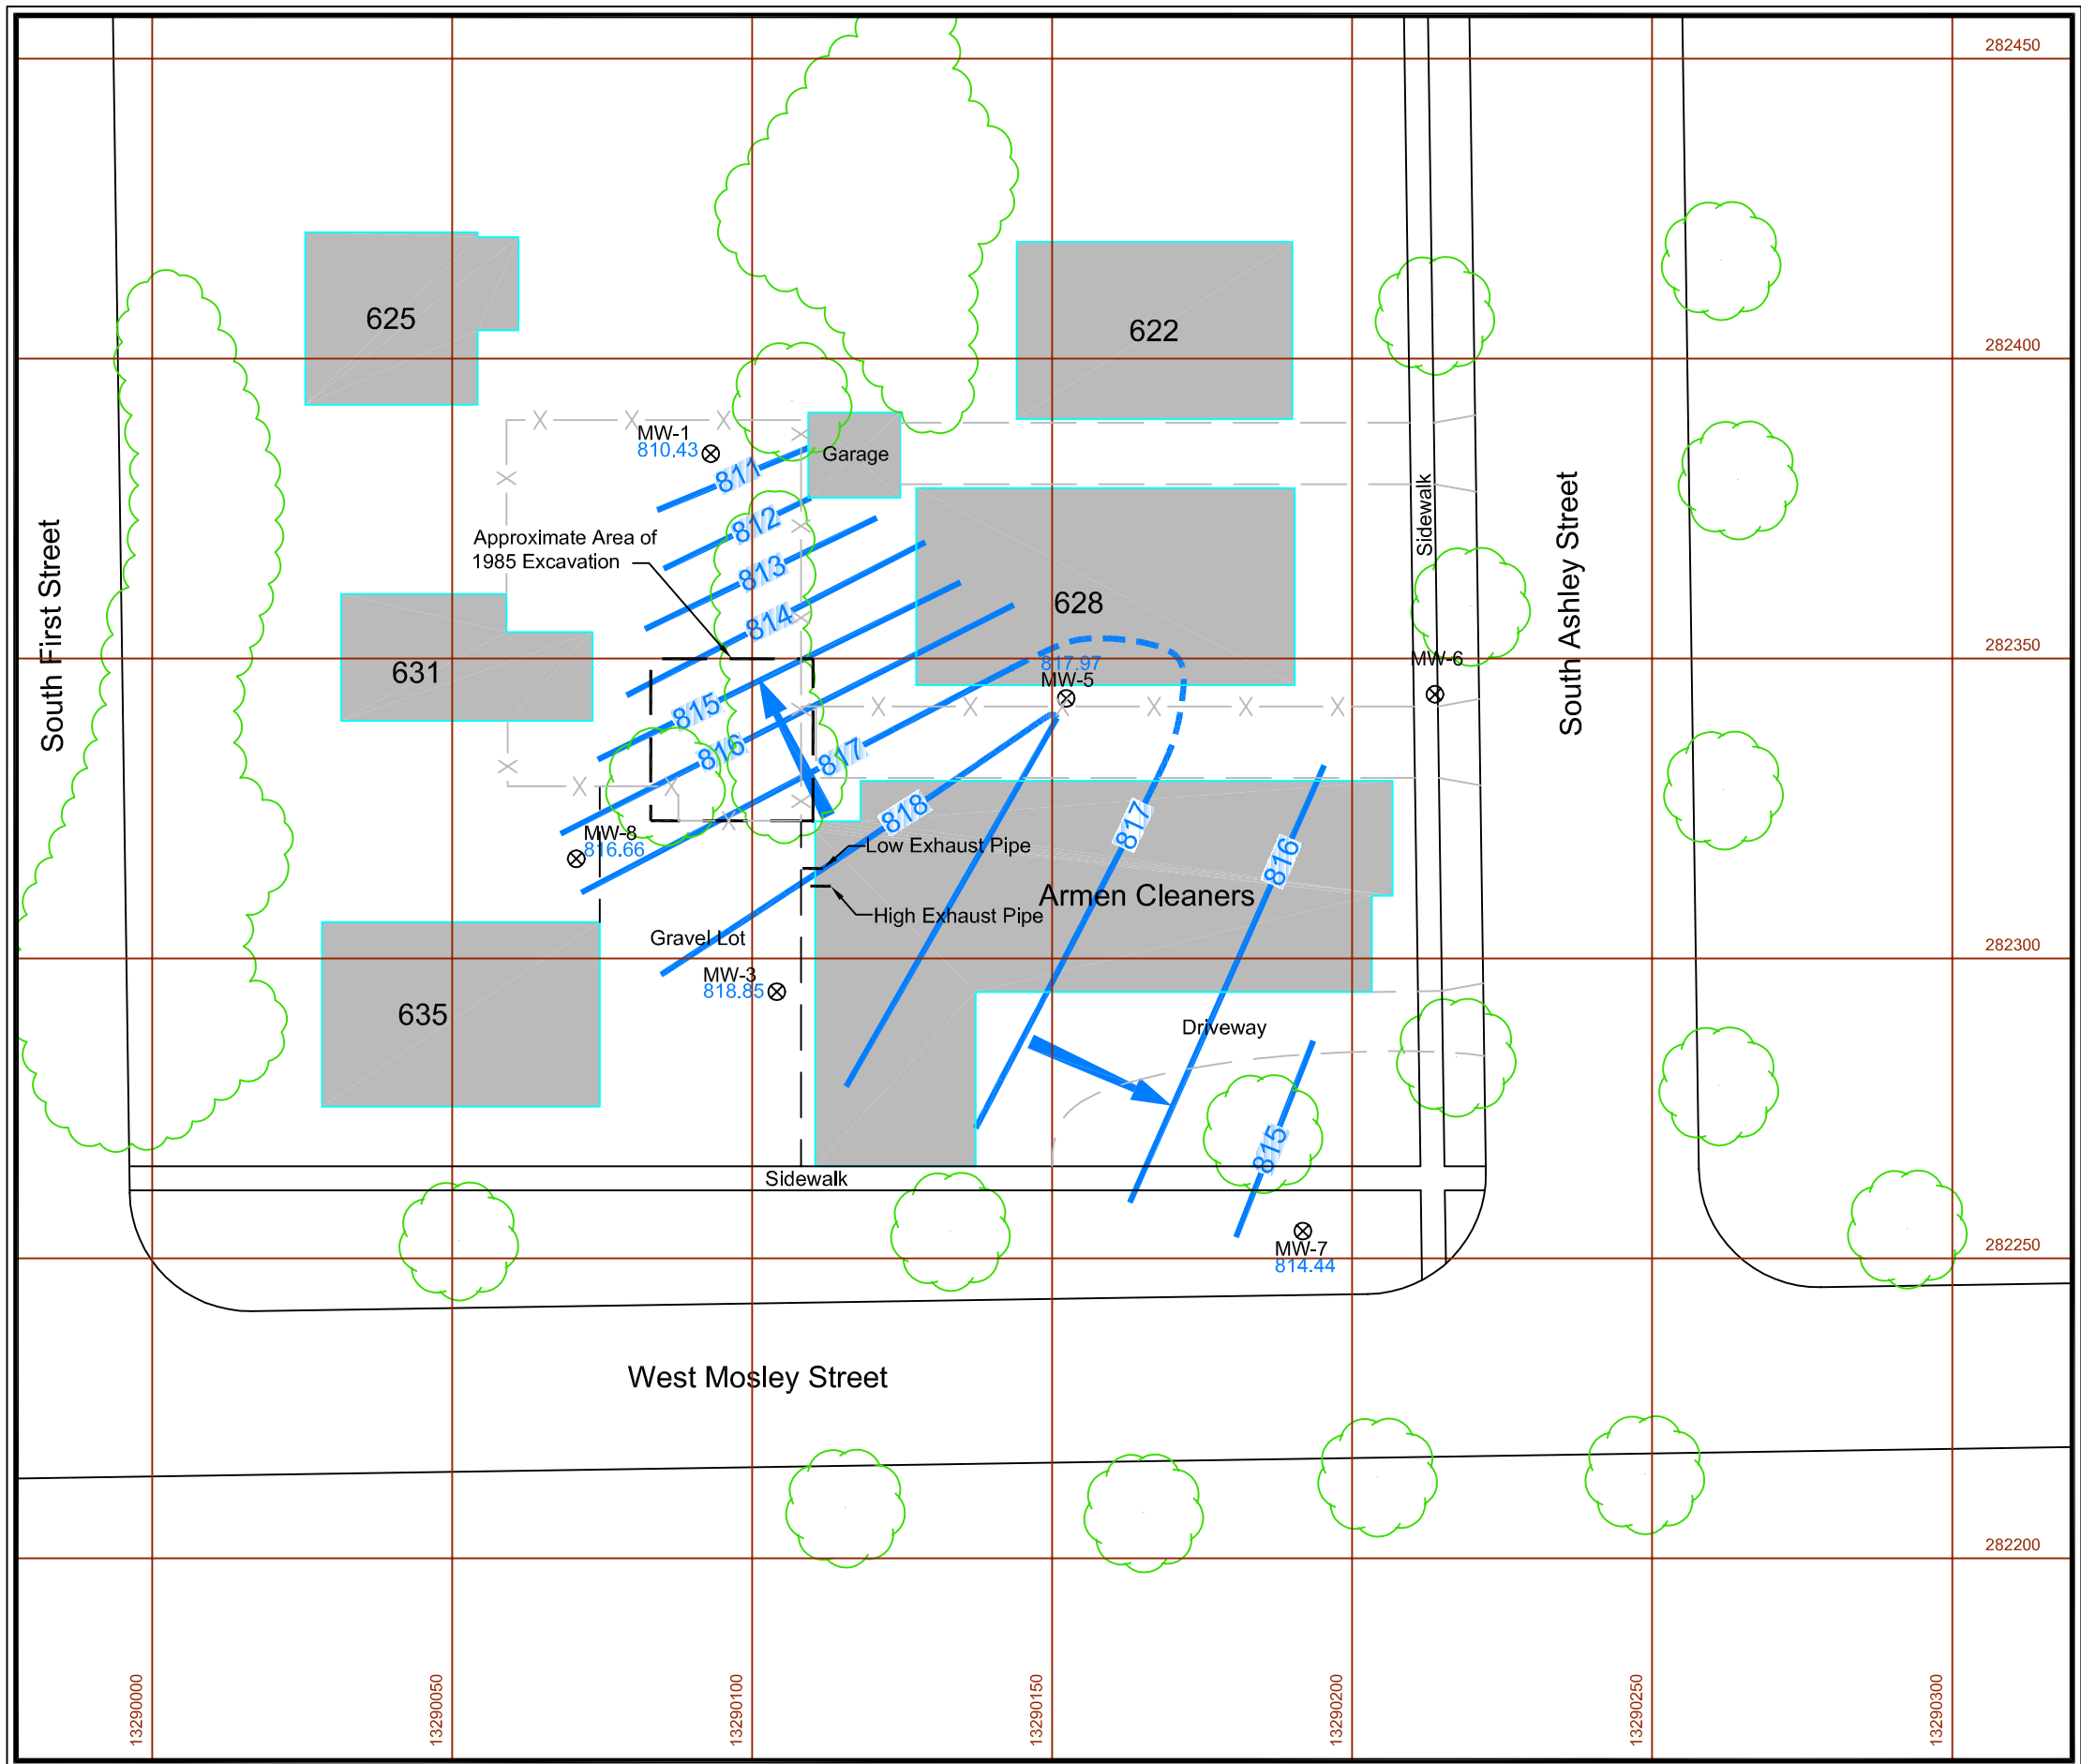 282450
625
622
282400
MW-1
810.43
Garage
811
812
Approximate Area of
1985 Excavation
813
814
628
South First Street
Sidewalk
South Ashley Street
282350
817.97
MW-5
MW-6
631
815
816
817
818
817
816
282300
MW-8
816.66
Low Exhaust Pipe
Armen Cleaners
High Exhaust Pipe
Gravel Lot
MW-3
818.85
635
Driveway
815
Sidewalk
282250
MW-7
814.44
West Mosley Street
282200
13290000
13290050
13290100
13290150
13290200
13290250
13290300